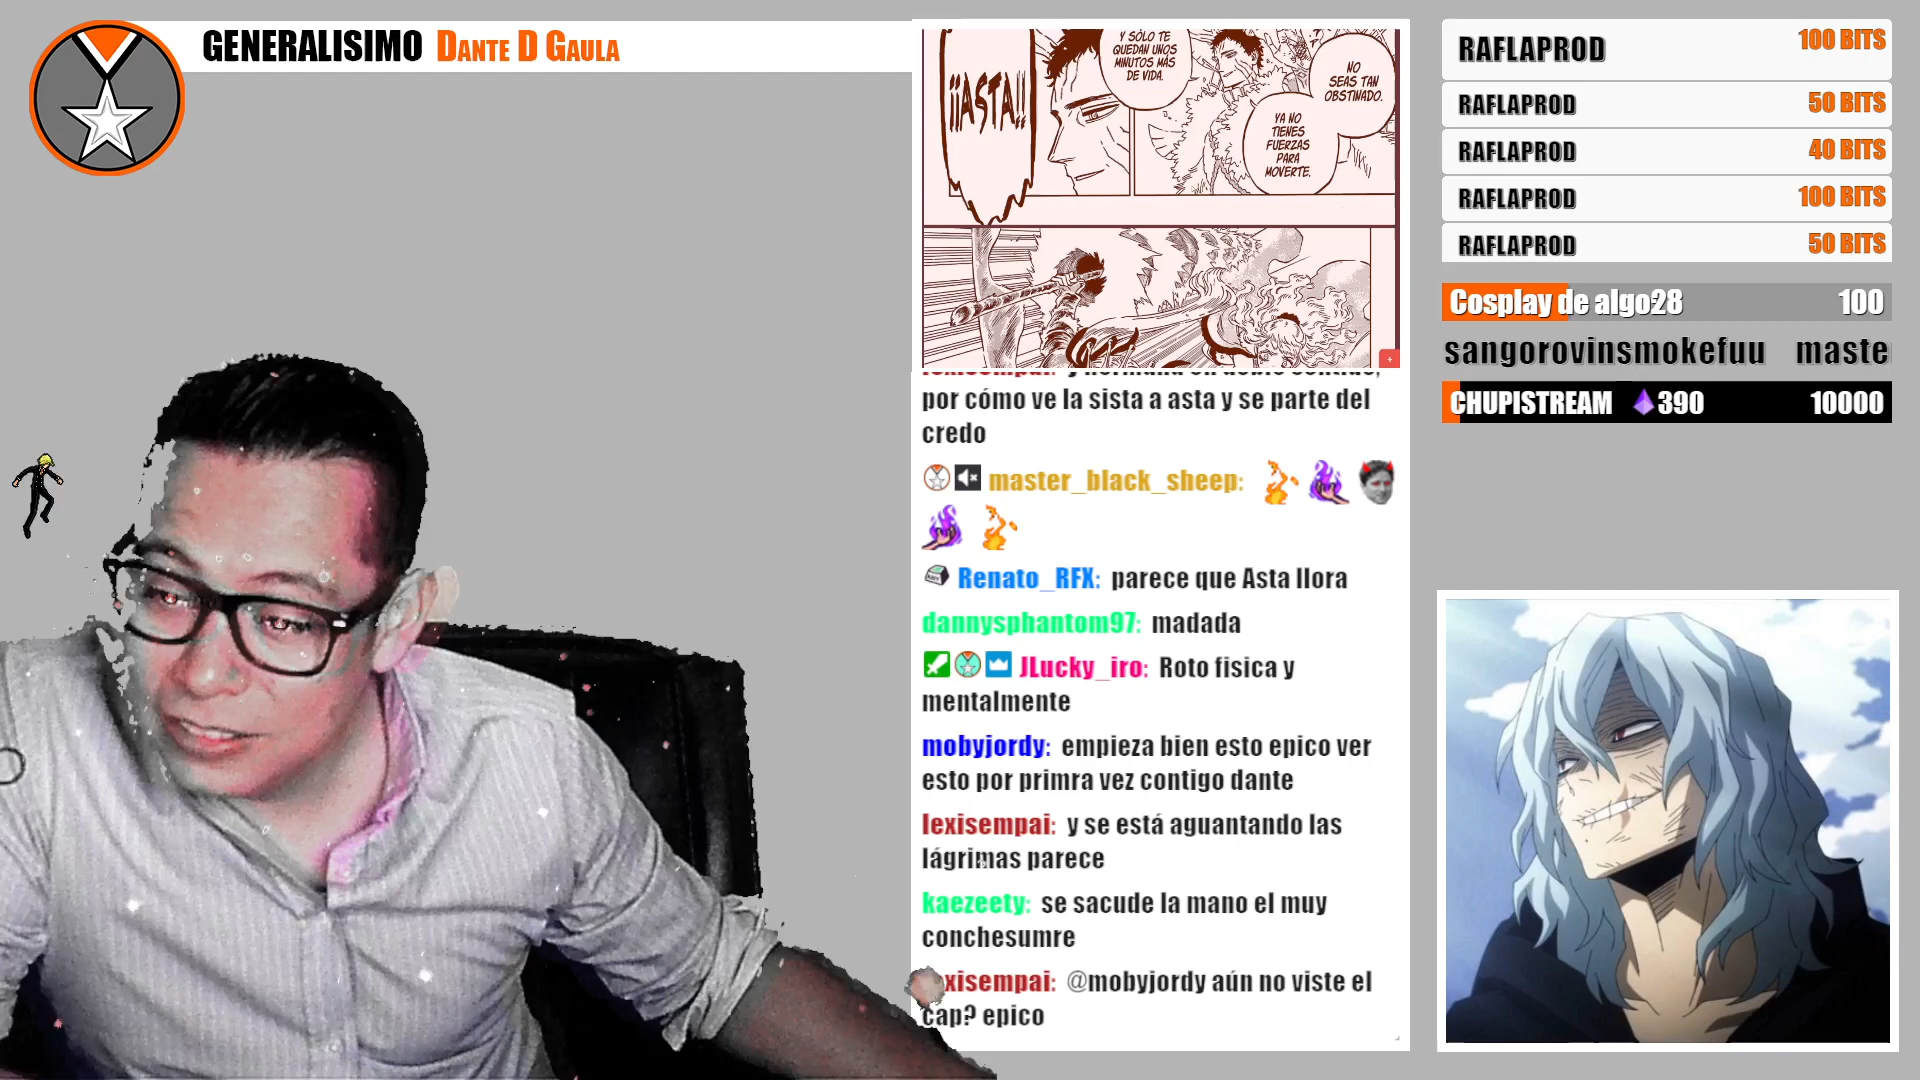 GENERALISIMO Dante D Gaula
¡¡ASTA!!
Y SÓLO TE
QUEDAN UNOS
MINUTOS MÁS
DE VIDA.
NO
SEAS TAN
OBSTINADO.
YA NO
TIENES
FUERZAS
PARA
MOVERTE.
por cómo ve la sista a asta y se parte del
credo
master_black_sheep:
Renato_RFX: parece que Asta llora
dannysphantom97: madada
JLucky_iro: Roto fisica y
mentalmente
mobyjordy: empieza bien esto epico ver
esto por primra vez contigo dante
lexisempai: y se está aguantando las
lágrimas parece
kaezeety: se sacude la mano el muy
conchesumre
xisempai: @mobyjordy aún no viste el
cap? epico
RAFLAPROD 100 BITS
RAFLAPROD 50 BITS
RAFLAPROD 40 BITS
RAFLAPROD 100 BITS
RAFLAPROD 50 BITS
Cosplay de algo28 100
sangorovinsmokefuu maste
CHUPISTREAM 390 10000